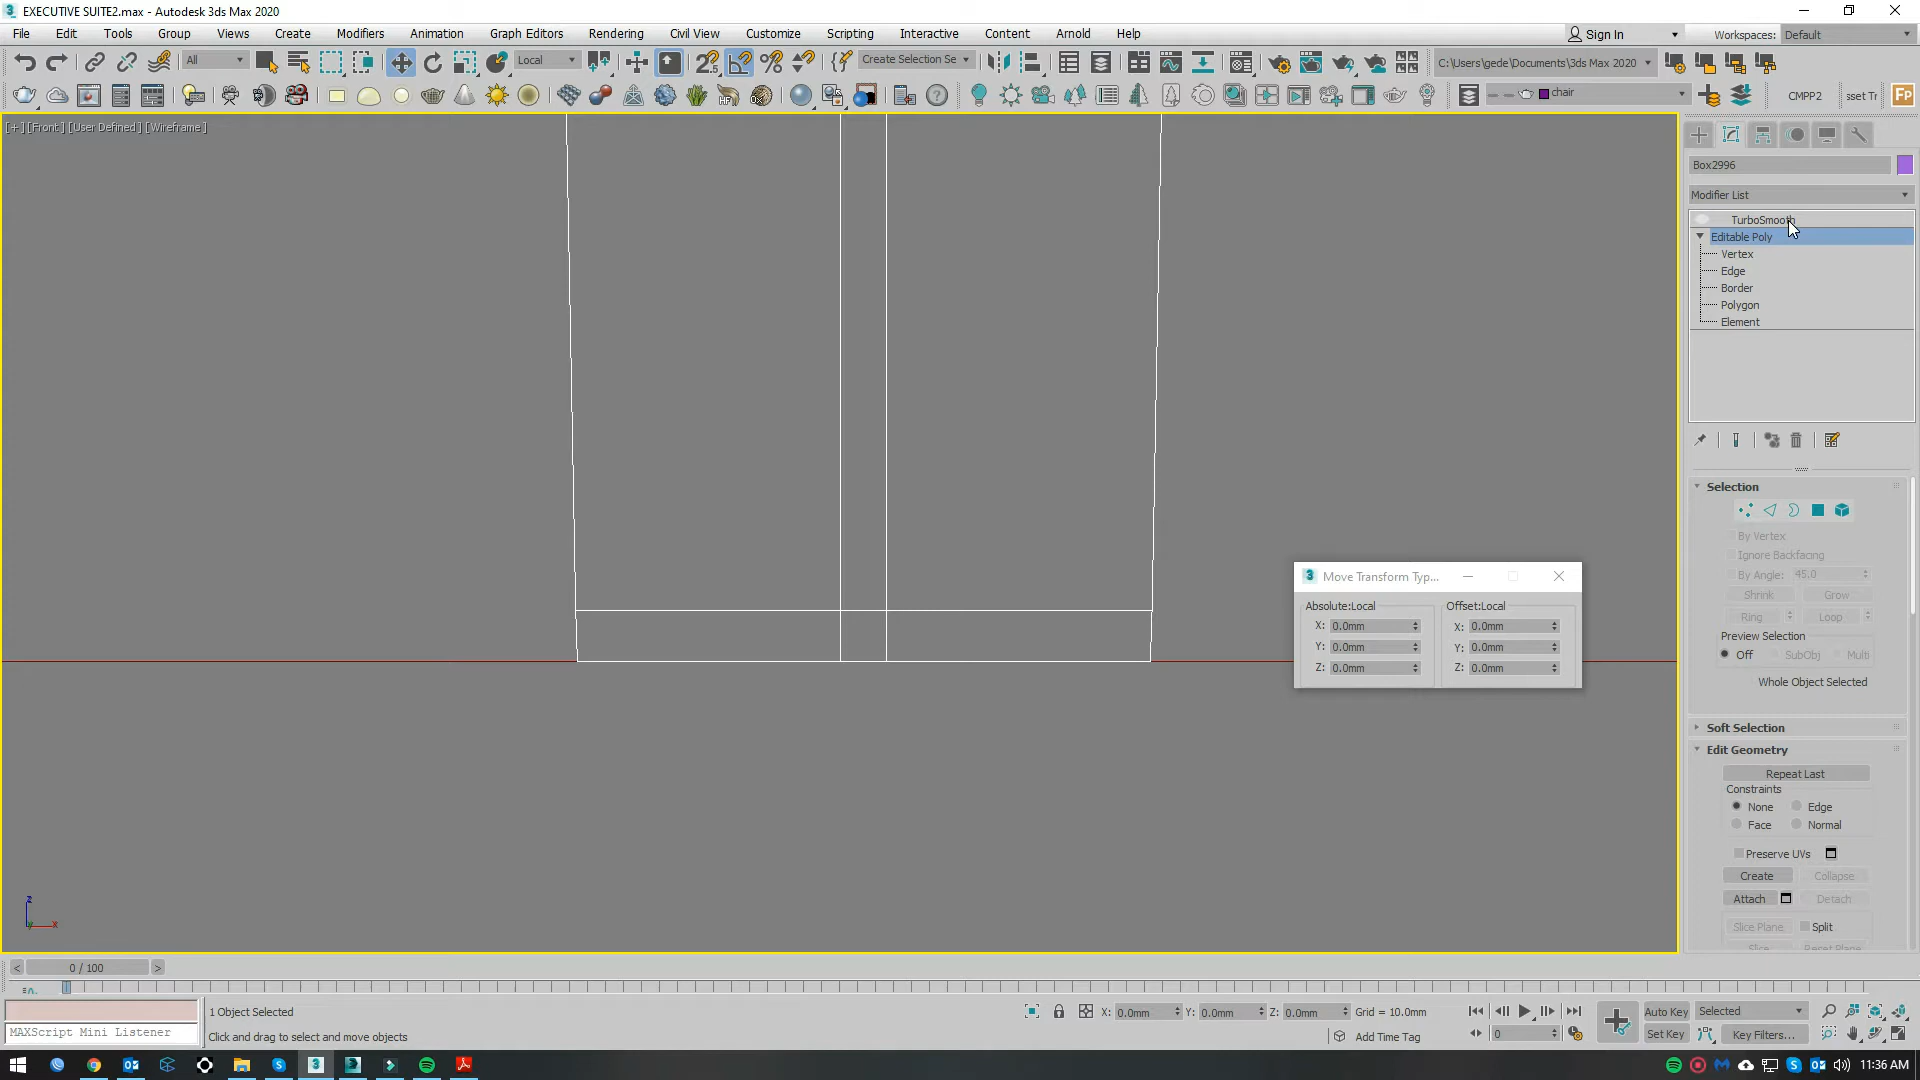 EXECUTIVE SUITE2.max - Autodesk 3ds Max 2020
File Edit Tools Group Views Create Modifiers Animation Graph Editors Rendering Civil View Customize Scripting Interactive Content Arnold Help
Sign In
Workspaces: Default
All
Local
Create Selection Se
C:\Users\gede\Documents\3ds Max 2020
chair
CMPP2
sset Tr
Fp
[+] [Front] [User Defined] [Wireframe]
Box2996
Modifier List
TurboSmooth
Editable Poly
Vertex
Edge
Border
Polygon
Element
Selection
By Vertex
Ignore Backfacing
By Angle: 45.0
Shrink Grow
Ring Loop
Preview Selection
Off SubObj Multi
Whole Object Selected
Soft Selection
Edit Geometry
Repeat Last
Constraints
None Edge
Face Normal
Preserve UVs
Create Collapse
Attach Detach
Slice Plane Split
Slice Reset Plane
Move Transform Typ...
Absolute:Local Offset:Local
X: 0.0mm X: 0.0mm
Y: 0.0mm Y: 0.0mm
Z: 0.0mm Z: 0.0mm
z
x
0 / 100
1 Object Selected
X: 0.0mm Y: 0.0mm Z: 0.0mm Grid = 10.0mm
Auto Key Selected
MAXScript Mini Listener
Click and drag to select and move objects
Add Time Tag
0
Set Key Key Filters...
11:36 AM